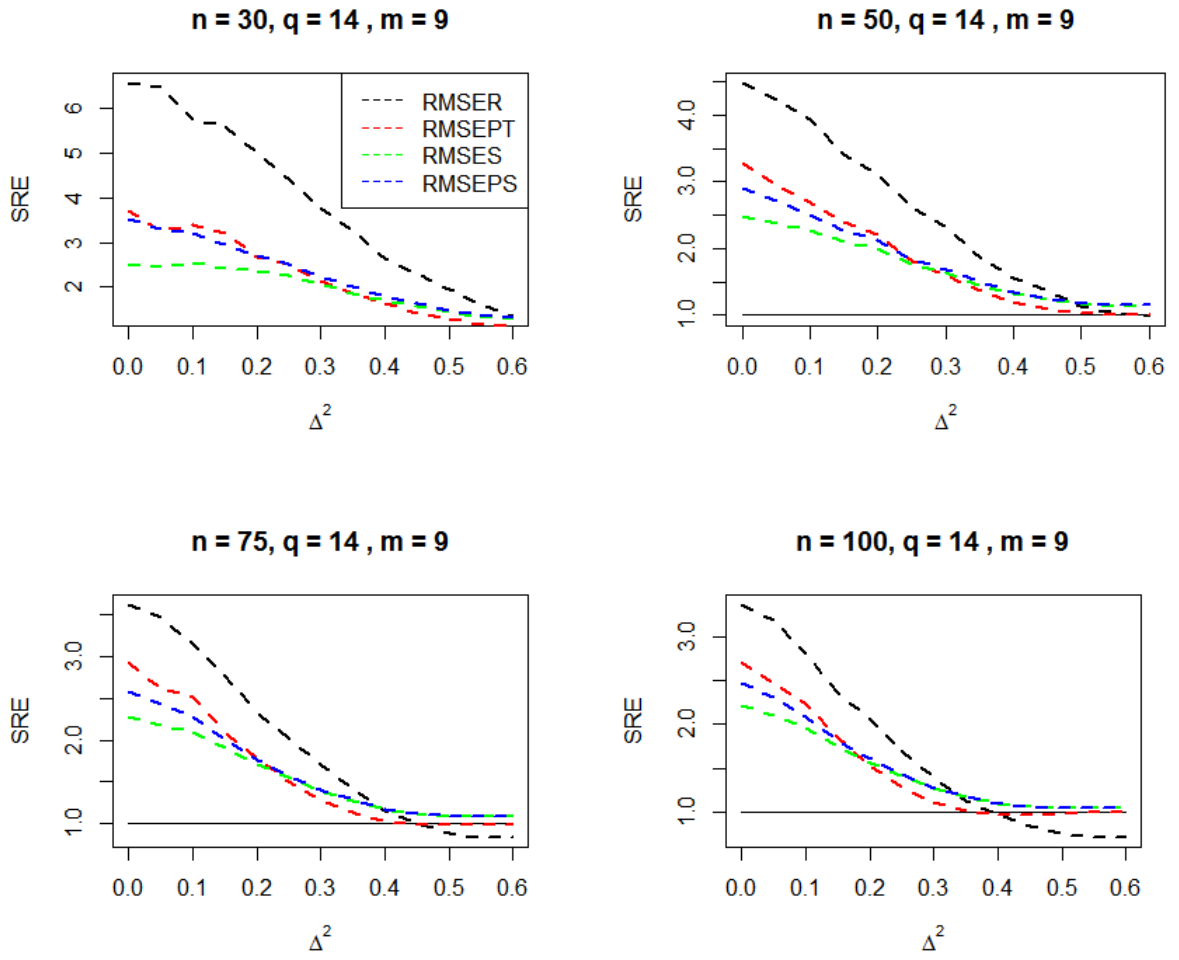 n = 30, q = 14 , m = 9
SRE
6
5
4
3
2
RMSER
RMSEPT
RMSES
RMSEPS
0.0 0.1 0.2 0.3 0.4 0.5 0.6
Δ²
n = 50, q = 14 , m = 9
SRE
4.0
3.0
2.0
1.0
0.0 0.1 0.2 0.3 0.4 0.5 0.6
Δ²
n = 75, q = 14 , m = 9
SRE
3.0
2.0
1.0
0.0 0.1 0.2 0.3 0.4 0.5 0.6
Δ²
n = 100, q = 14 , m = 9
SRE
3.0
2.0
1.0
0.0 0.1 0.2 0.3 0.4 0.5 0.6
Δ²